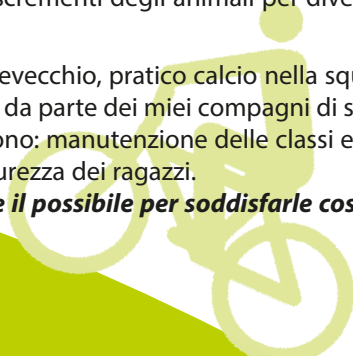 escrementi degli animali per dive
evecchio, pratico calcio nella squ
da parte dei miei compagni di s
ono: manutenzione delle classi e
urezza dei ragazzi.
e il possibile per soddisfarle cos